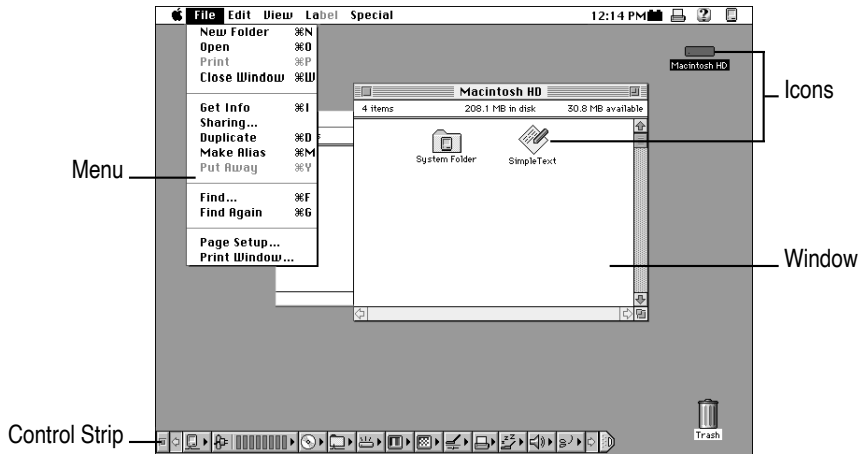 File Edit View Label Special 12:14 PM
New Folder ⌘N
Open ⌘O
Print ⌘P
Close Window ⌘W
Get Info ⌘I
Sharing...
Duplicate ⌘D
Make Alias ⌘M
Put Away ⌘Y
Find... ⌘F
Find Again ⌘G
Page Setup...
Print Window...
Macintosh HD
4 items 208.1 MB in disk 30.8 MB available
System Folder
SimpleText
Macintosh HD
Trash
Icons
Menu
Window
Control Strip